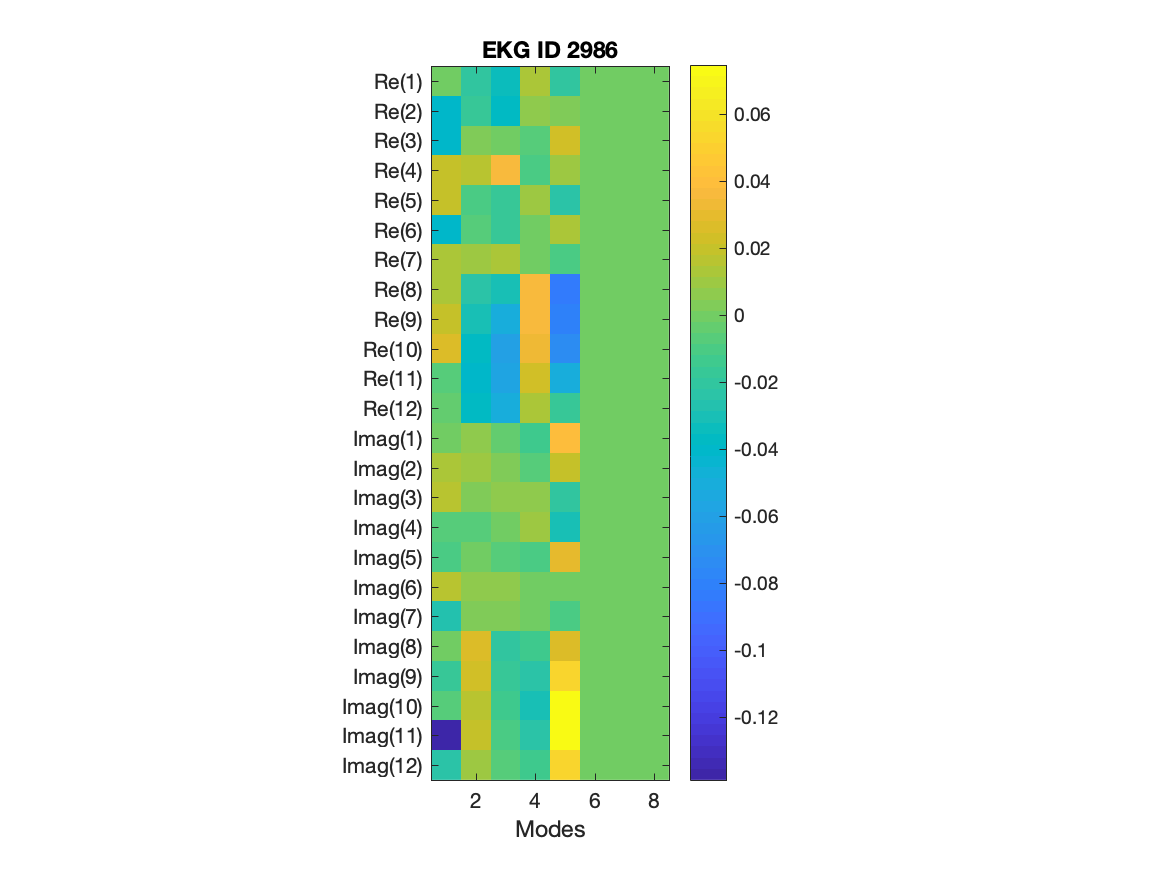 EKG ID 2986
Re(1)
Re(2)
Re(3)
Re(4)
Re(5)
Re(6)
Re(7)
Re(8)
Re(9)
Re(10)
Re(11)
Re(12)
Imag(1)
Imag(2)
Imag(3)
Imag(4)
Imag(5)
Imag(6)
Imag(7)
Imag(8)
Imag(9)
Imag(10)
Imag(11)
Imag(12)
2 4 6 8
Modes
0.06
0.04
0.02
0
-0.02
-0.04
-0.06
-0.08
-0.1
-0.12